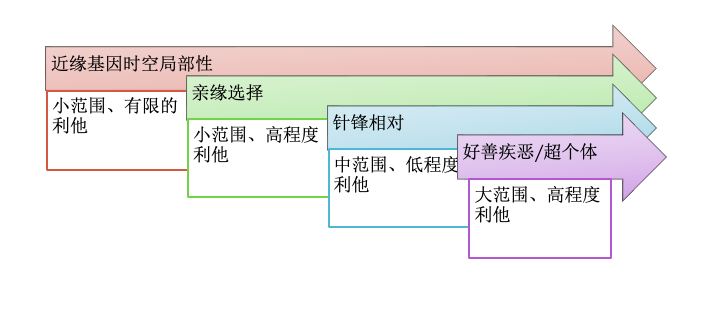 近缘基因时空局部性
小范围、有限的
利他
亲缘选择
小范围、高程度
利他
针锋相对
中范围、低程度
利他
好善疾恶/超个体
大范围、高程度
利他